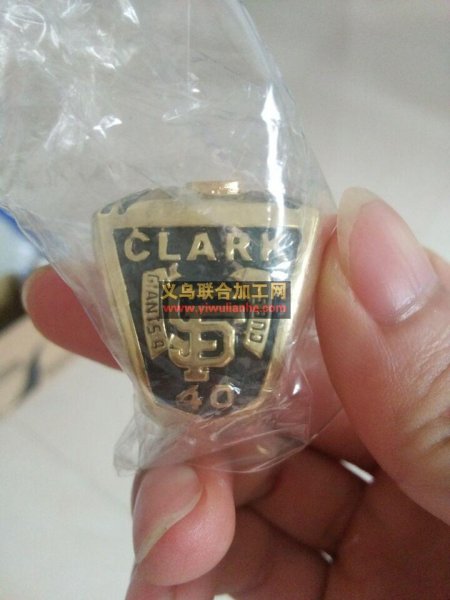 CLARK
GIANTS
SF
40
义乌联合加工网
www.yiwulianhe.com